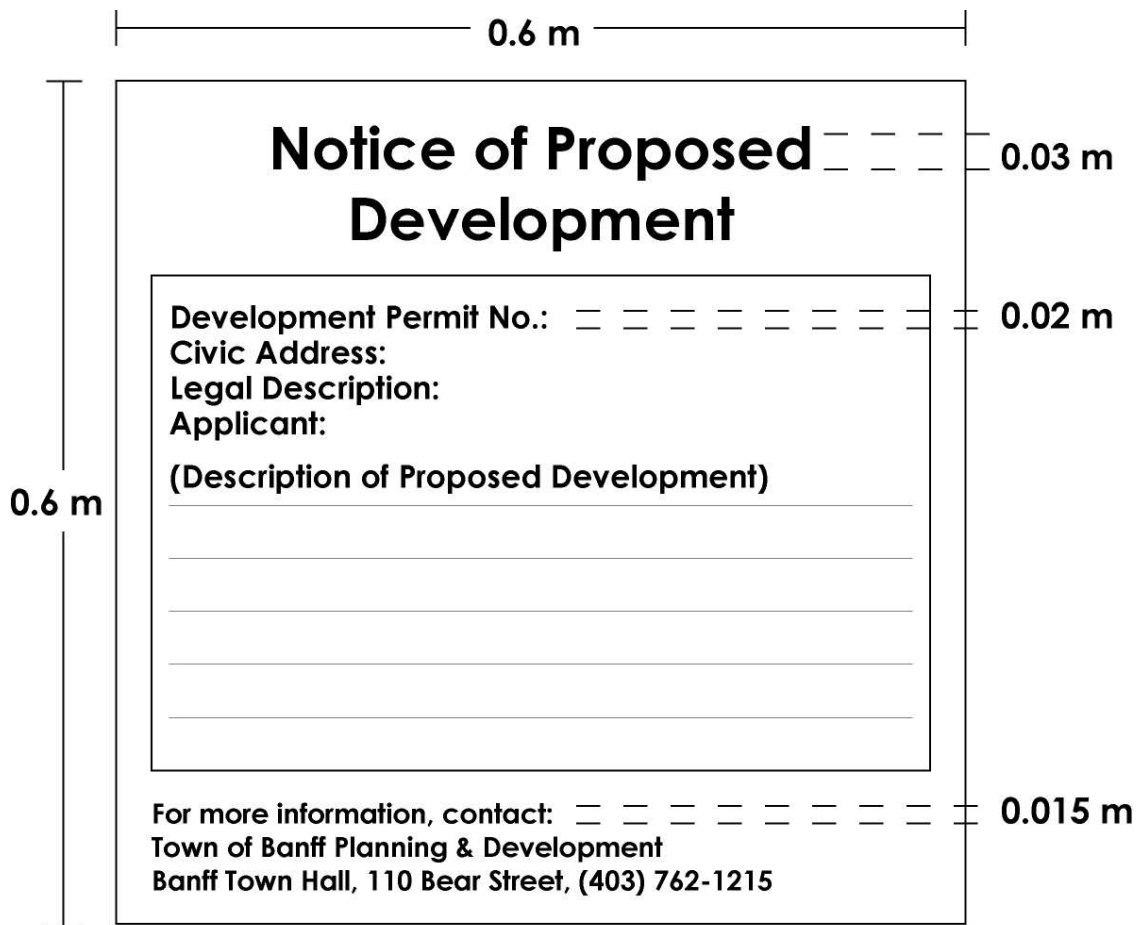 0.6 m
Notice of Proposed
0.03 m
Development
Development Permit No.:
0.02 m
Civic Address:
Legal Description:
Applicant:
(Description of Proposed Development)
0.6 m
For more information, contact:
0.015 m
Town of Banff Planning & Development
Banff Town Hall, 110 Bear Street, (403) 762-1215